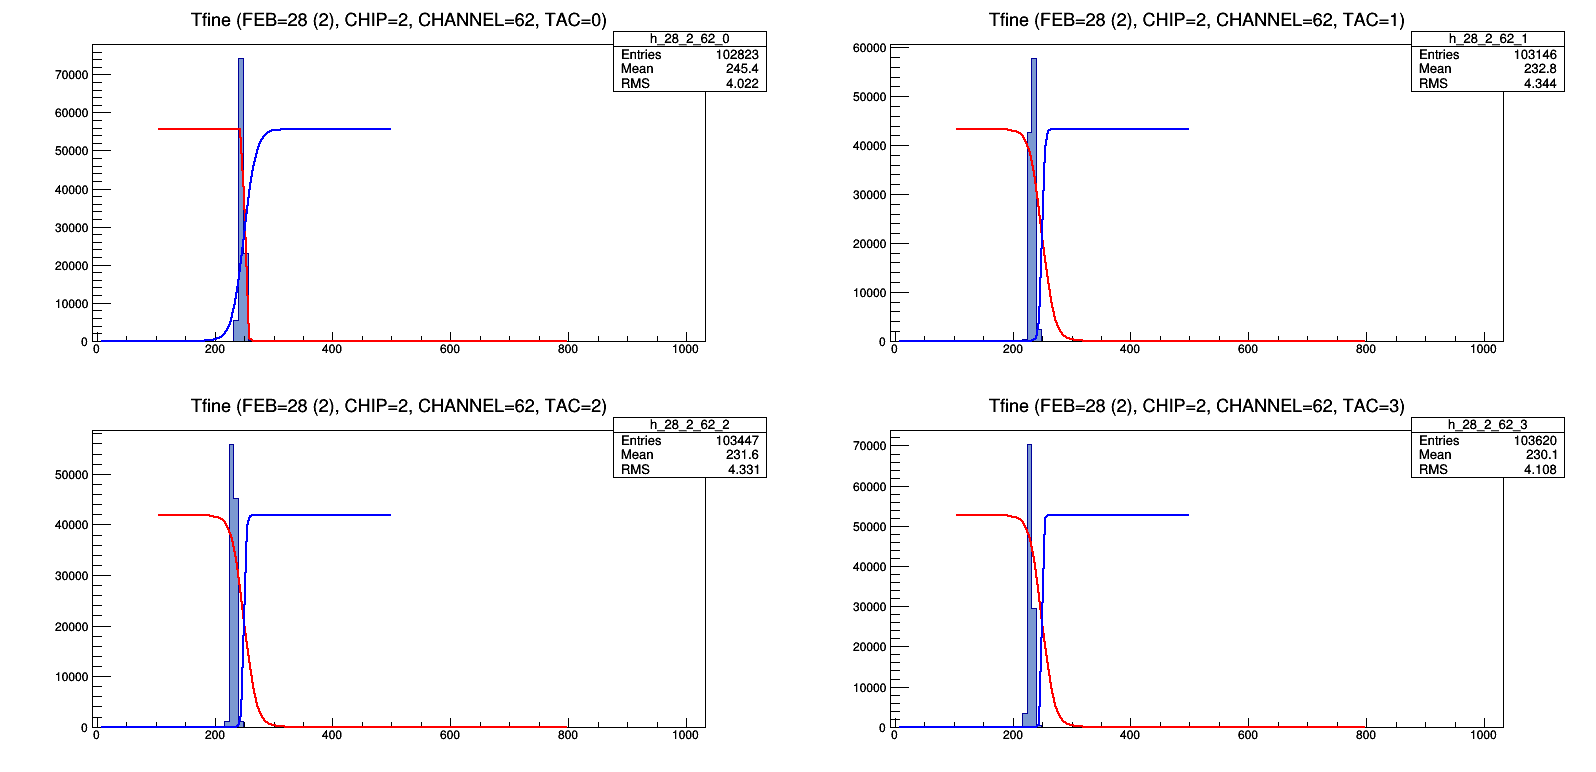 Tfine (FEB=28 (2), CHIP=2, CHANNEL=62, TAC=0)
h_28_2_62_0
Entries 102823
Mean 245.4
RMS 4.022
70000
60000
50000
40000
30000
20000
10000
0
0 200 400 600 800 1000
Tfine (FEB=28 (2), CHIP=2, CHANNEL=62, TAC=1)
h_28_2_62_1
Entries 103146
Mean 232.8
RMS 4.344
60000
50000
40000
30000
20000
10000
0
0 200 400 600 800 1000
Tfine (FEB=28 (2), CHIP=2, CHANNEL=62, TAC=2)
h_28_2_62_2
Entries 103447
Mean 231.6
RMS 4.331
50000
40000
30000
20000
10000
0
0 200 400 600 800 1000
Tfine (FEB=28 (2), CHIP=2, CHANNEL=62, TAC=3)
h_28_2_62_3
Entries 103620
Mean 230.1
RMS 4.108
70000
60000
50000
40000
30000
20000
10000
0
0 200 400 600 800 1000